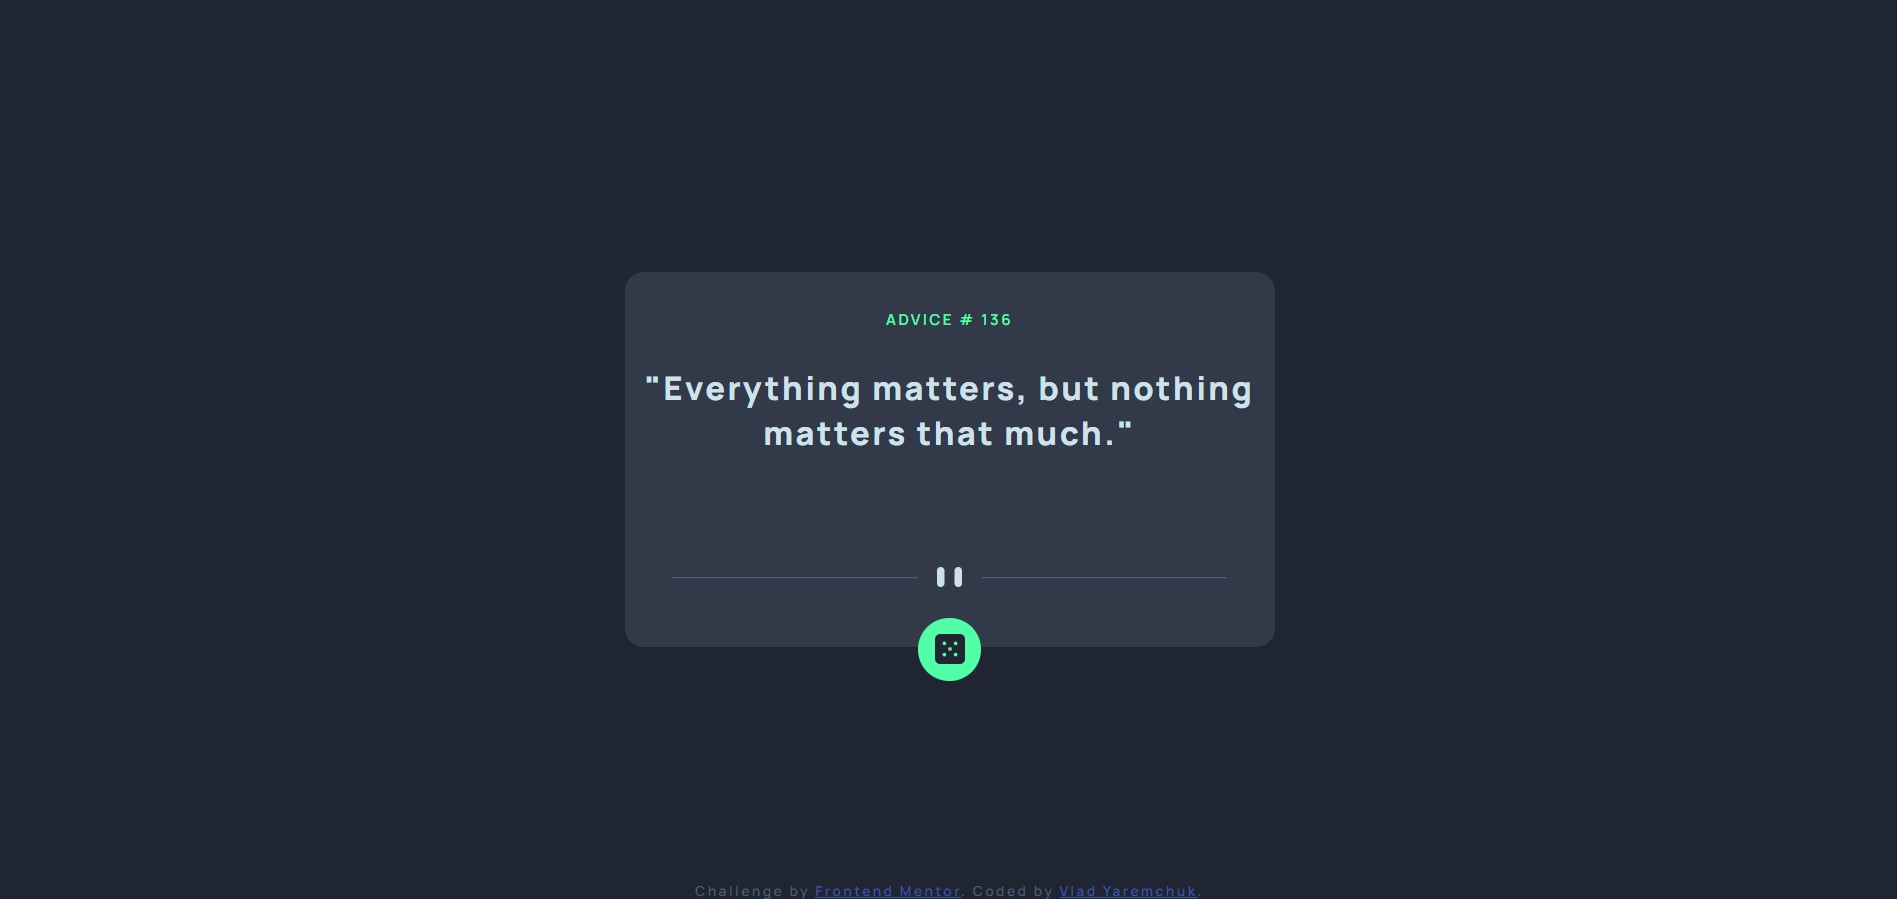 ADVICE # 136
"Everything matters, but nothing
matters that much."
Challenge by Frontend Mentor. Coded by Vlad Yaremchuk.